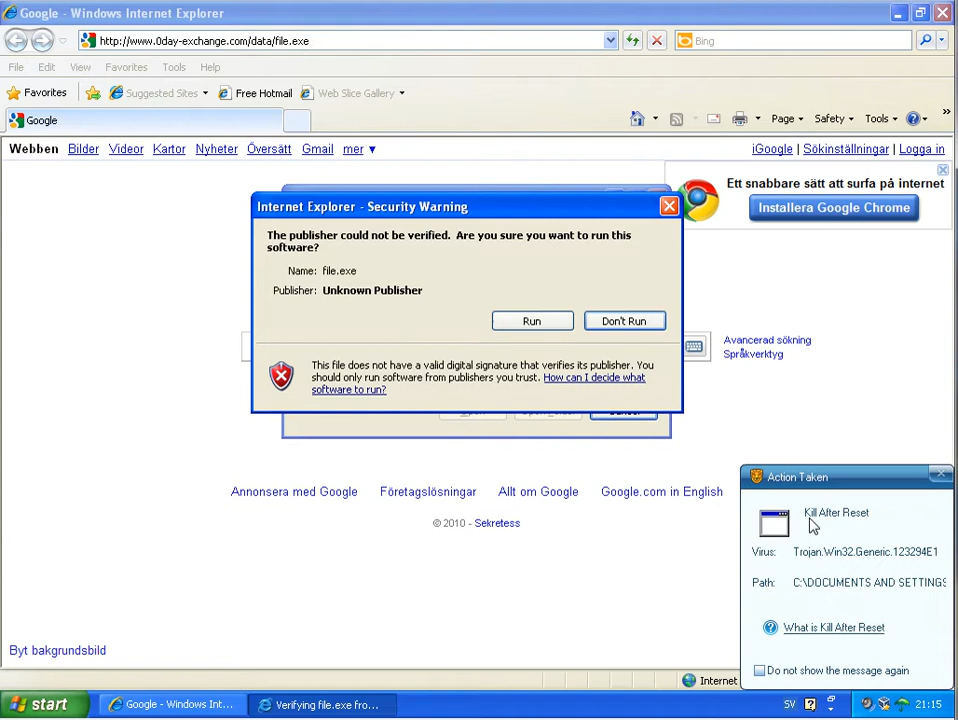 Google - Windows Internet Explorer
http://www.0day-exchange.com/data/file.exe
Bing
File Edit View Favorites Tools Help
Favorites Suggested Sites Free Hotmail Web Slice Gallery
Google
Page Safety Tools
Webben Bilder Videor Kartor Nyheter Översätt Gmail mer ▼
iGoogle | Sökinställningar | Logga in
Ett snabbare sätt att surfa på internet
Installera Google Chrome
Internet Explorer - Security Warning
The publisher could not be verified. Are you sure you want to run this
software?
Name: file.exe
Publisher: Unknown Publisher
Run Don't Run
This file does not have a valid digital signature that verifies its publisher. You
should only run software from publishers you trust. How can I decide what
software to run?
Avancerad sökning
Språkverktyg
Annonsera med Google Företagslösningar Allt om Google Google.com in English
© 2010 - Sekretess
Byt bakgrundsbild
Action Taken
Kill After Reset
Virus: Trojan.Win32.Generic.123294E1
Path: C:\DOCUMENTS AND SETTINGS
What is Kill After Reset
Do not show the message again
Internet
start Google - Windows Int... Verifying file.exe fro... SV 21:15